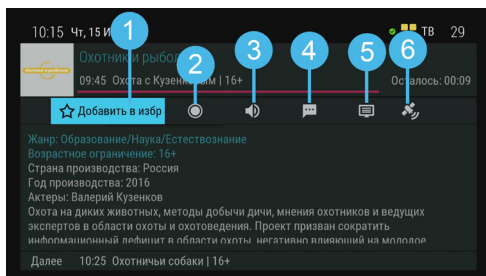 10:15 Чт, 15 И
ТВ 29
1 2 3 4 5 6
Охотник и рыбол
09:45 Охота с Кузен ым | 16+
Осталось: 00:09
Добавить в избр
Жанр: Образование/Наука/Естествознание
Возрастное ограничение: 16+
Страна производства: Россия
Год производства: 2016
Актеры: Валерий Кузенков
Охота на диких животных, методы добычи дичи, мнения охотников и ведущих
экспертов в области охоты и охотоведения. Проект призван сократить
информационный дефицит в области охоты, негативно влияющий на молодое
Далее 10:25 Охотничьи собаки | 16+